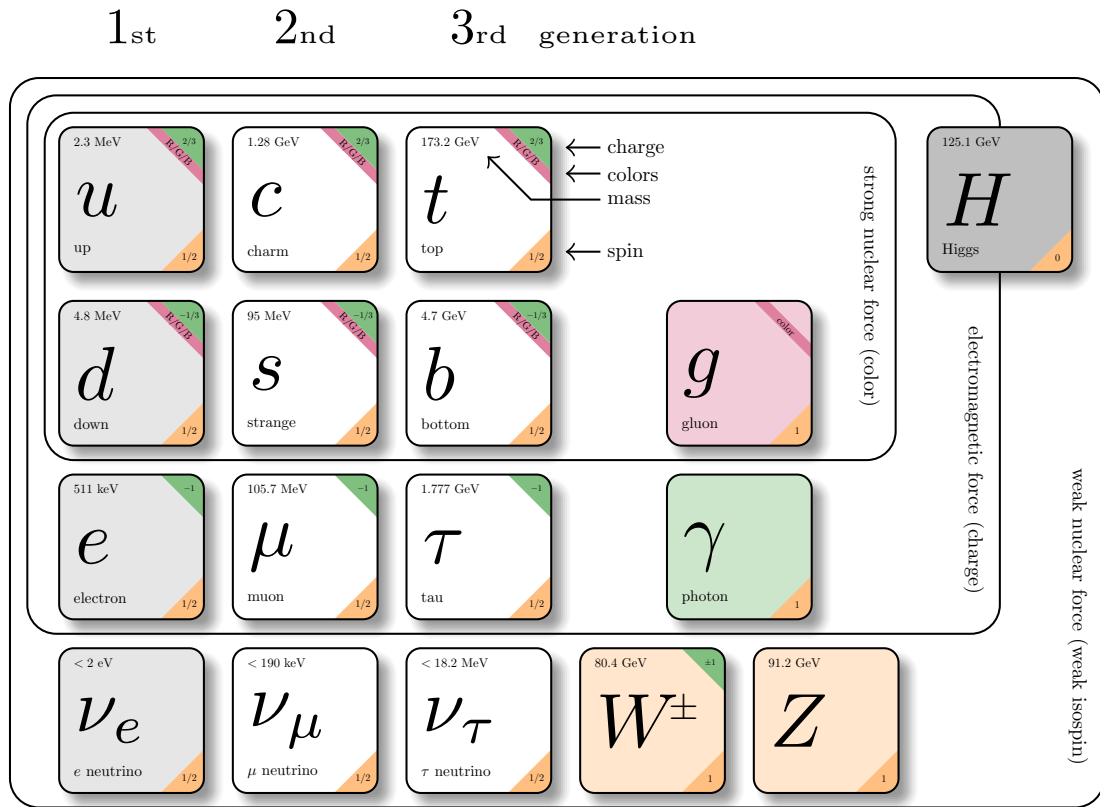 1st 2nd 3rd generation
2.3 MeV
2/3
R/G/B
u
up
1/2
1.28 GeV
2/3
R/G/B
c
charm
1/2
173.2 GeV
2/3
R/G/B
t
top
1/2
charge
colors
mass
spin
strong nuclear force (color)
125.1 GeV
H
Higgs
0
4.8 MeV
−1/3
R/G/B
d
down
1/2
95 MeV
−1/3
R/G/B
s
strange
1/2
4.7 GeV
−1/3
R/G/B
b
bottom
1/2
color
g
gluon
1
electromagnetic force (charge)
511 keV
−1
e
electron
1/2
105.7 MeV
−1
μ
muon
1/2
1.777 GeV
−1
τ
tau
1/2
γ
photon
1
weak nuclear force (weak isospin)
< 2 eV
νe
e neutrino
1/2
< 190 keV
νμ
μ neutrino
1/2
< 18.2 MeV
ντ
τ neutrino
1/2
80.4 GeV
±1
W±
1
91.2 GeV
Z
1